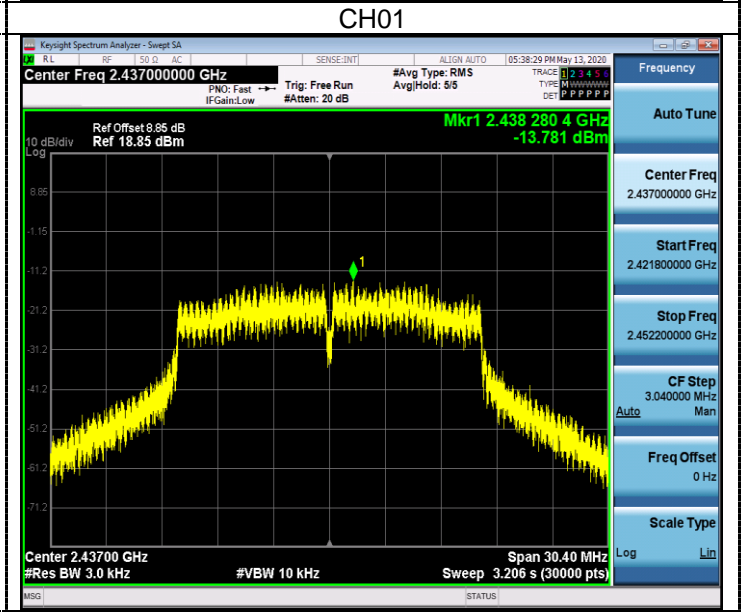 CH01
Keysight Spectrum Analyzer - Swept SA
RL RF 50 Ω AC SENSE:INT ALIGN AUTO 05:38:29 PM May 13, 2020
Center Freq 2.437000000 GHz
PNO: Fast
IFGain:Low
Trig: Free Run
#Atten: 20 dB
#Avg Type: RMS
Avg|Hold: 5/5
TRACE 1 2 3 4 5 6
TYPE M W W W W W
DET P P P P P P
Frequency
Auto Tune
Center Freq
2.437000000 GHz
Start Freq
2.421800000 GHz
Stop Freq
2.452200000 GHz
CF Step
3.040000 MHz
Auto Man
Freq Offset
0 Hz
Scale Type
Log Lin
Mkr1 2.438 280 4 GHz
-13.781 dBm
Ref Offset 8.85 dB
10 dB/div Ref 18.85 dBm
Log
8.85
-1.15
-11.2
-21.2
-31.2
-41.2
-51.2
-61.2
-71.2
1
Center 2.43700 GHz Span 30.40 MHz
#Res BW 3.0 kHz #VBW 10 kHz Sweep 3.206 s (30000 pts)
MSG STATUS